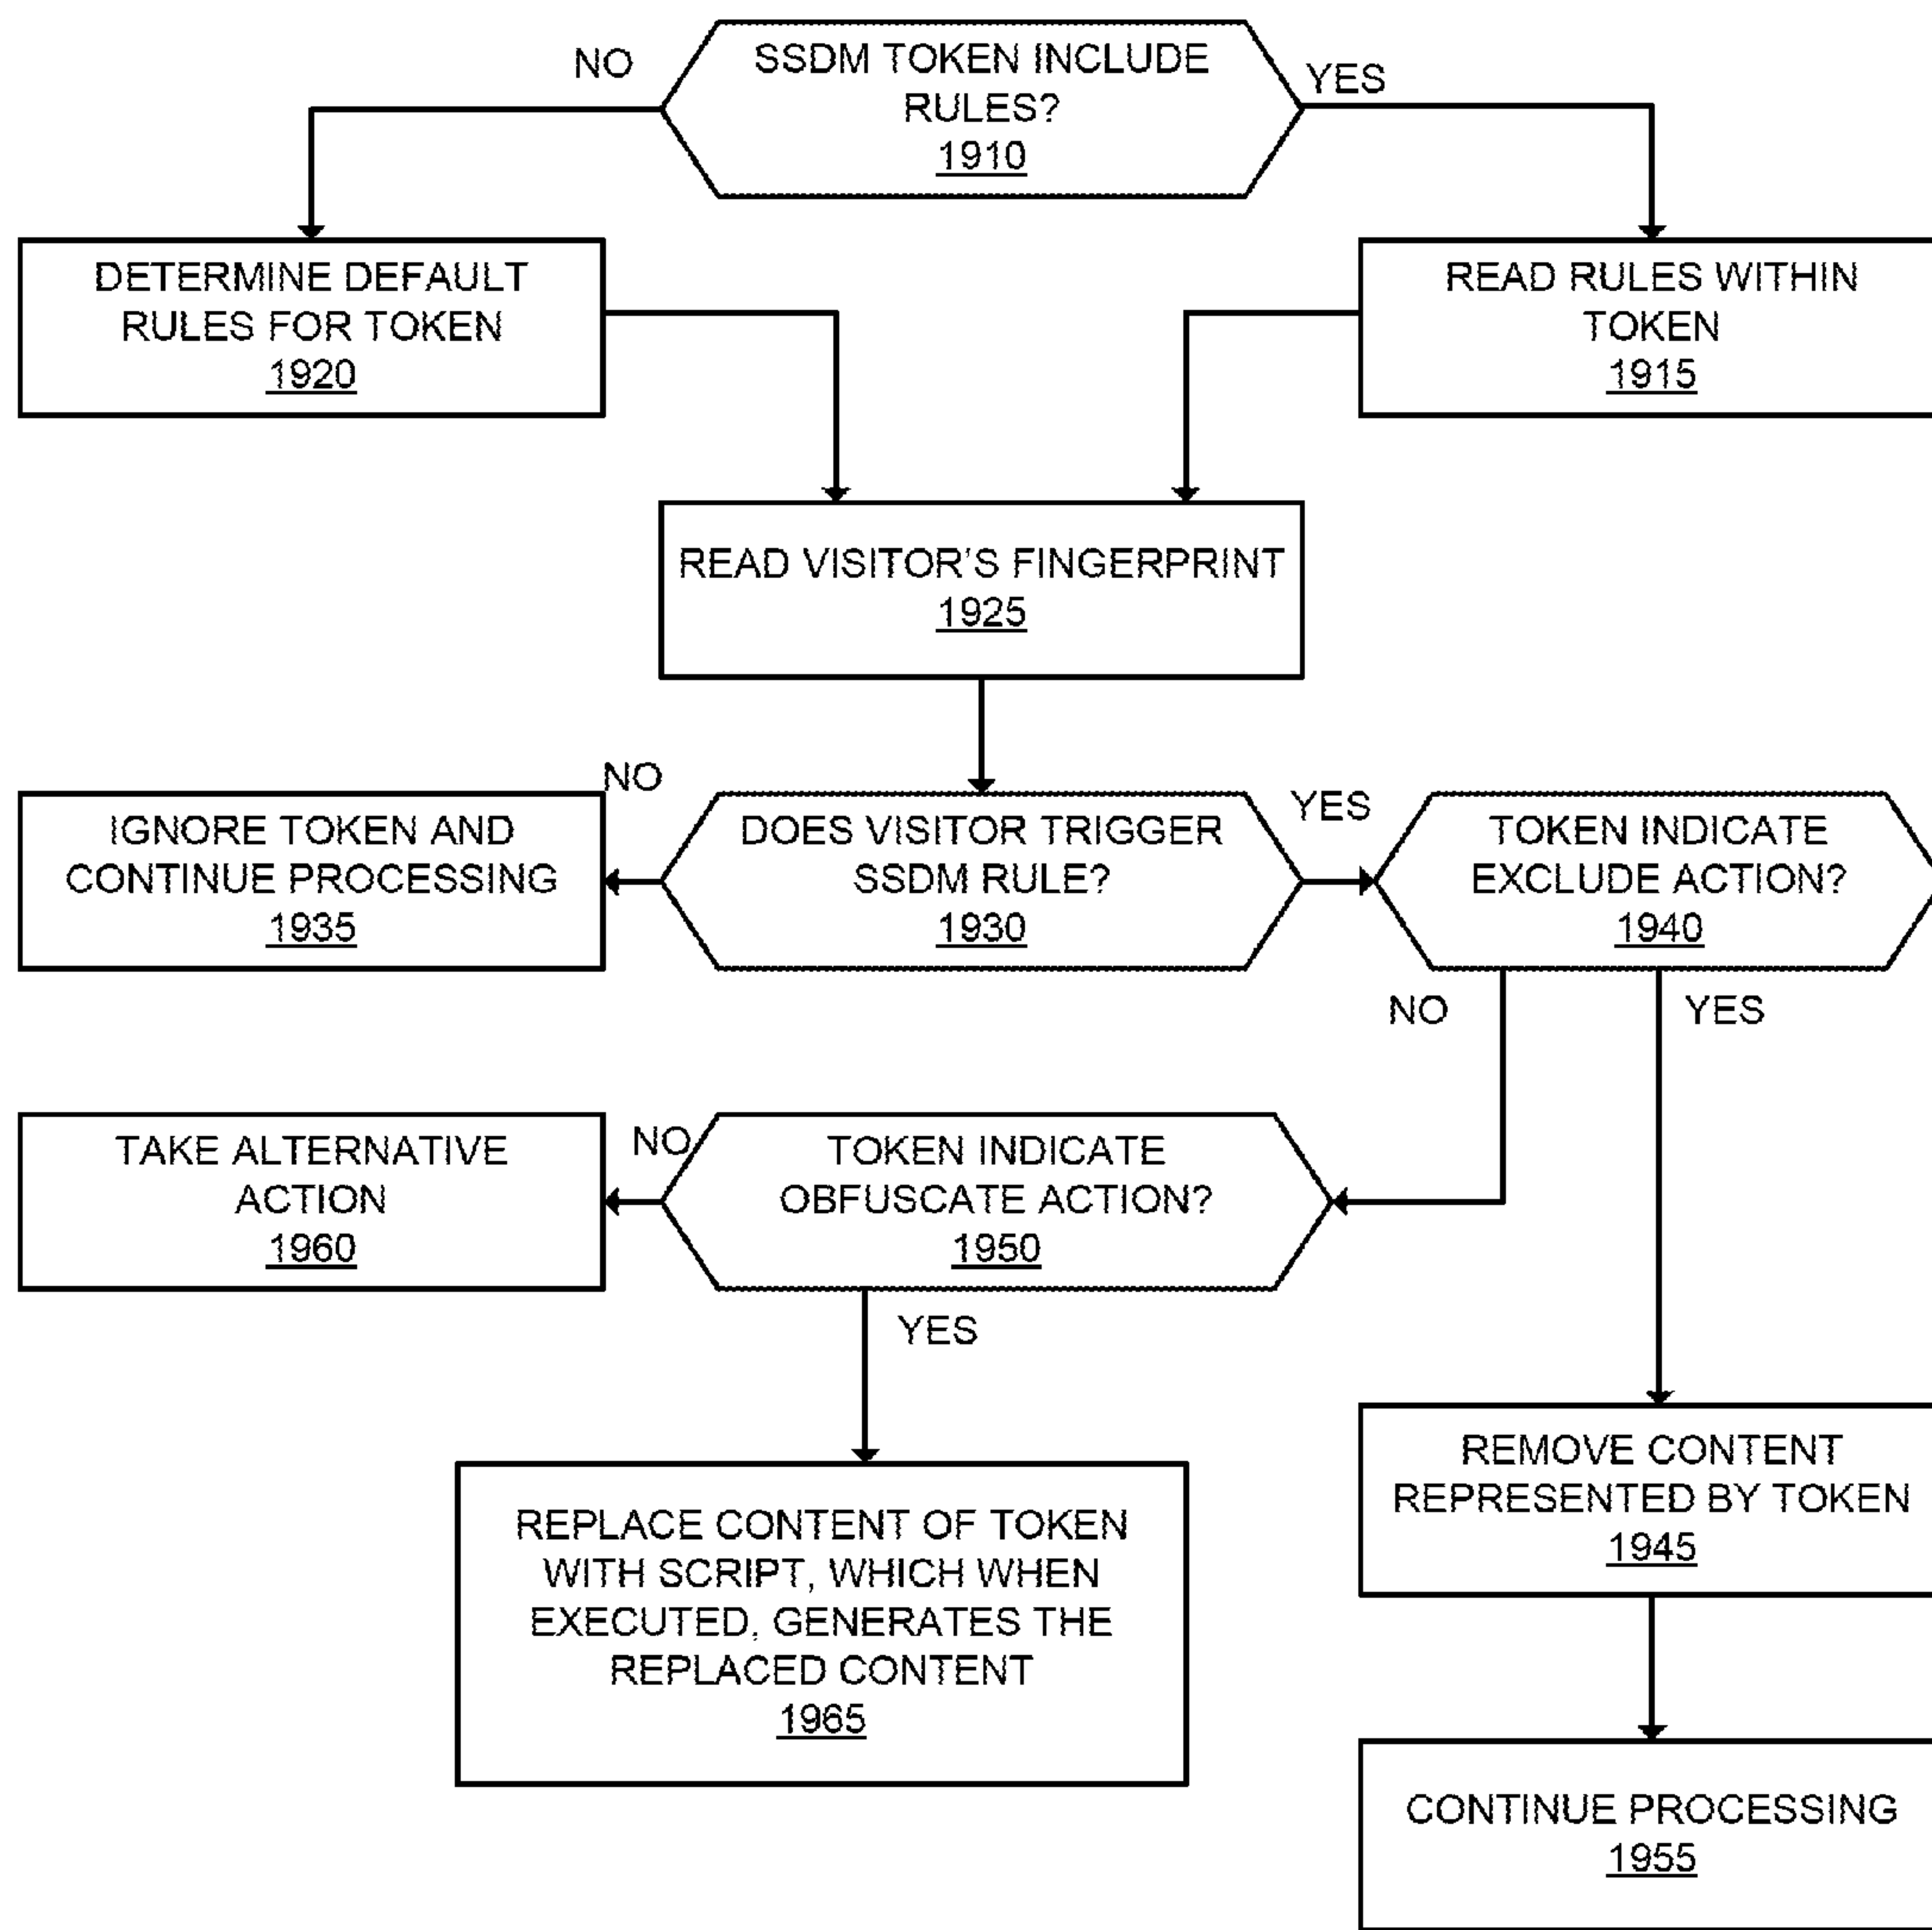 NO
SSDM TOKEN INCLUDE
RULES?
1910
YES
DETERMINE DEFAULT
RULES FOR TOKEN
1920
READ RULES WITHIN
TOKEN
1915
READ VISITOR'S FINGERPRINT
1925
NO
IGNORE TOKEN AND
CONTINUE PROCESSING
1935
DOES VISITOR TRIGGER
SSDM RULE?
1930
YES
TOKEN INDICATE
EXCLUDE ACTION?
1940
NO
YES
TAKE ALTERNATIVE
ACTION
1960
NO
TOKEN INDICATE
OBFUSCATE ACTION?
1950
YES
REMOVE CONTENT
REPRESENTED BY TOKEN
1945
REPLACE CONTENT OF TOKEN
WITH SCRIPT, WHICH WHEN
EXECUTED, GENERATES THE
REPLACED CONTENT
1965
CONTINUE PROCESSING
1955